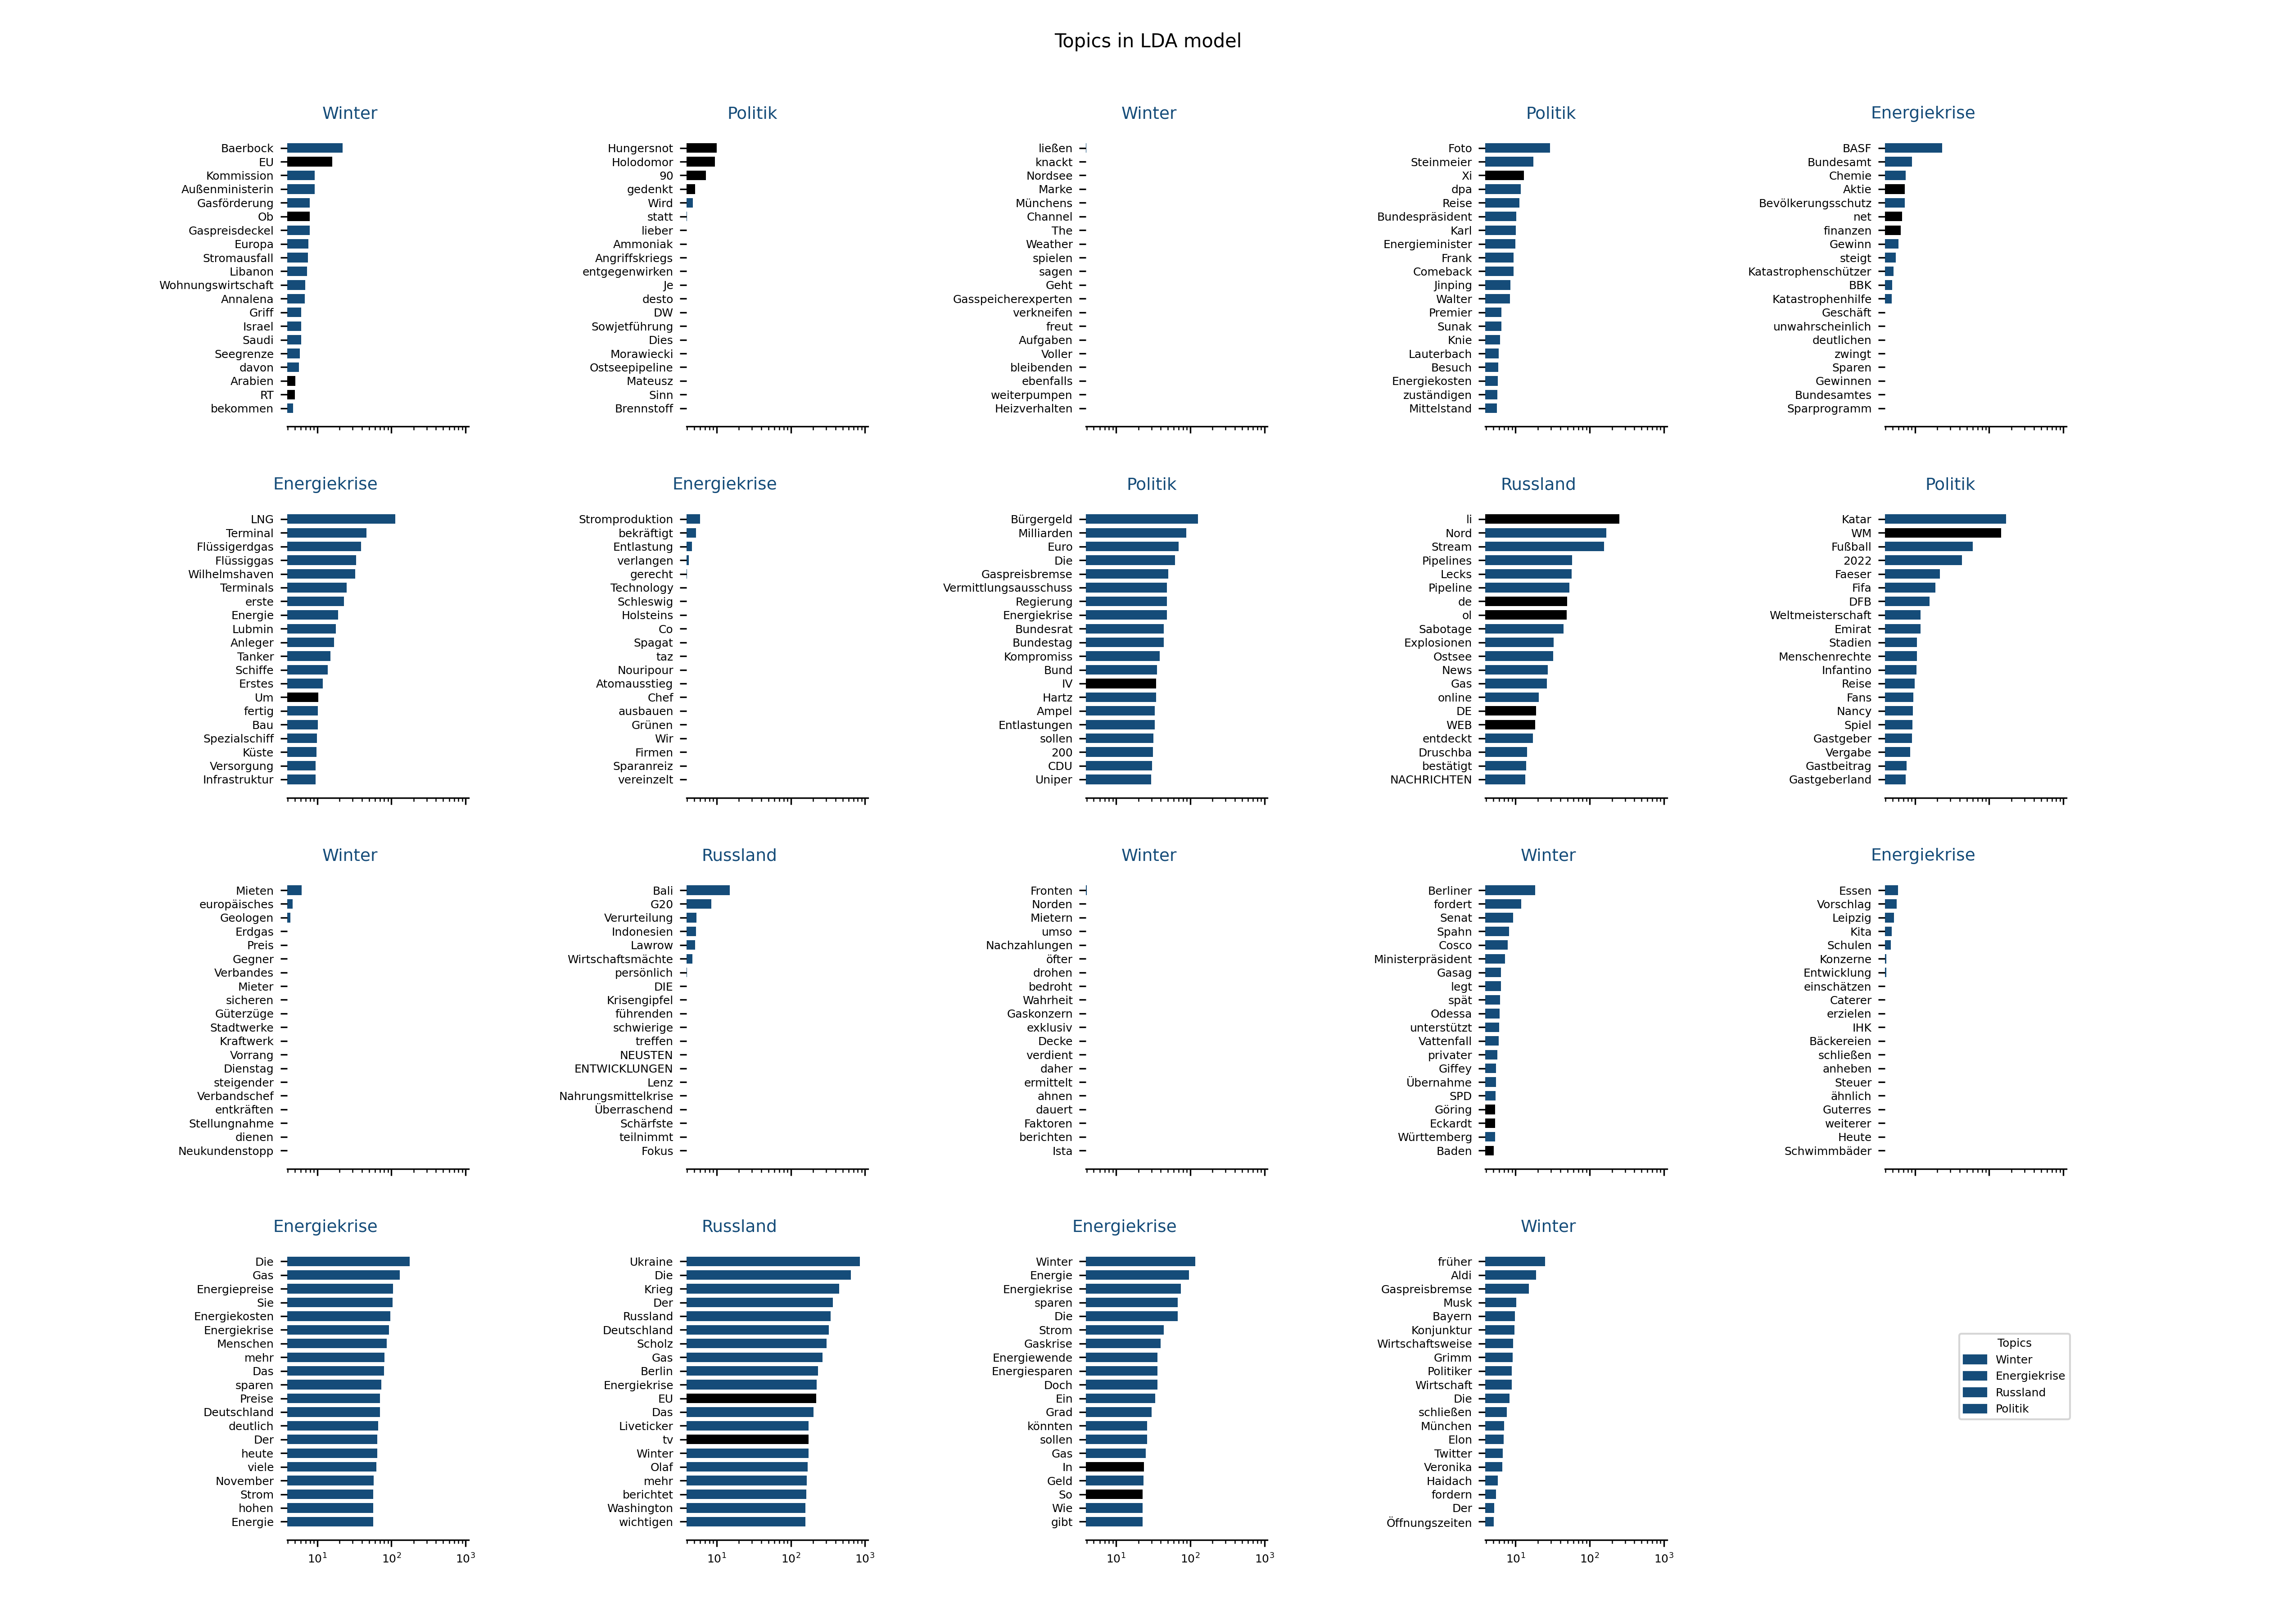 Topics in LDA model
Winter
Baerbock
EU
Kommission
Außenministerin
Gasförderung
Ob
Gaspreisdeckel
Europa
Stromausfall
Libanon
Wohnungswirtschaft
Annalena
Griff
Israel
Saudi
Seegrenze
davon
Arabien
RT
bekommen
Politik
Hungersnot
Holodomor
90
gedenkt
Wird
statt
lieber
Ammoniak
Angriffskriegs
entgegenwirken
Je
desto
DW
Sowjetführung
Dies
Morawiecki
Ostseepipeline
Mateusz
Sinn
Brennstoff
Winter
ließen
knackt
Nordsee
Marke
Münchens
Channel
The
Weather
spielen
sagen
Geht
Gasspeicherexperten
verkneifen
freut
Aufgaben
Voller
bleibenden
ebenfalls
weiterpumpen
Heizverhalten
Politik
Foto
Steinmeier
Xi
dpa
Reise
Bundespräsident
Karl
Energieminister
Frank
Comeback
Jinping
Walter
Premier
Sunak
Knie
Lauterbach
Besuch
Energiekosten
zuständigen
Mittelstand
Energiekrise
BASF
Bundesamt
Chemie
Aktie
Bevölkerungsschutz
net
finanzen
Gewinn
steigt
Katastrophenschützer
BBK
Katastrophenhilfe
Geschäft
unwahrscheinlich
deutlichen
zwingt
Sparen
Gewinnen
Bundesamtes
Sparprogramm
Energiekrise
LNG
Terminal
Flüssigerdgas
Flüssiggas
Wilhelmshaven
Terminals
erste
Energie
Lubmin
Anleger
Tanker
Schiffe
Erstes
Um
fertig
Bau
Spezialschiff
Küste
Versorgung
Infrastruktur
Energiekrise
Stromproduktion
bekräftigt
Entlastung
verlangen
gerecht
Technology
Schleswig
Holsteins
Co
Spagat
taz
Nouripour
Atomausstieg
Chef
ausbauen
Grünen
Wir
Firmen
Sparanreiz
vereinzelt
Politik
Bürgergeld
Milliarden
Euro
Die
Gaspreisbremse
Vermittlungsausschuss
Regierung
Energiekrise
Bundesrat
Bundestag
Kompromiss
Bund
IV
Hartz
Ampel
Entlastungen
sollen
200
CDU
Uniper
Russland
li
Nord
Stream
Pipelines
Lecks
Pipeline
de
ol
Sabotage
Explosionen
Ostsee
News
Gas
online
DE
WEB
entdeckt
Druschba
bestätigt
NACHRICHTEN
Politik
Katar
WM
Fußball
2022
Faeser
Fifa
DFB
Weltmeisterschaft
Emirat
Stadien
Menschenrechte
Infantino
Reise
Fans
Nancy
Spiel
Gastgeber
Vergabe
Gastbeitrag
Gastgeberland
Winter
Mieten
europäisches
Geologen
Erdgas
Preis
Gegner
Verbandes
Mieter
sicheren
Güterzüge
Stadtwerke
Kraftwerk
Vorrang
Dienstag
steigender
Verbandschef
entkräften
Stellungnahme
dienen
Neukundenstopp
Russland
Bali
G20
Verurteilung
Indonesien
Lawrow
Wirtschaftsmächte
persönlich
DIE
Krisengipfel
führenden
schwierige
treffen
NEUSTEN
ENTWICKLUNGEN
Lenz
Nahrungsmittelkrise
Überraschend
Schärfste
teilnimmt
Fokus
Winter
Fronten
Norden
Mietern
umso
Nachzahlungen
öfter
drohen
bedroht
Wahrheit
Gaskonzern
exklusiv
Decke
verdient
daher
ermittelt
ahnen
dauert
Faktoren
berichten
Ista
Winter
Berliner
fordert
Senat
Spahn
Cosco
Ministerpräsident
Gasag
legt
spät
Odessa
unterstützt
Vattenfall
privater
Giffey
Übernahme
SPD
Göring
Eckardt
Württemberg
Baden
Energiekrise
Essen
Vorschlag
Leipzig
Kita
Schulen
Konzerne
Entwicklung
einschätzen
Caterer
erzielen
IHK
Bäckereien
schließen
anheben
Steuer
ähnlich
Guterres
weiterer
Heute
Schwimmbäder
Energiekrise
Die
Gas
Energiepreise
Sie
Energiekosten
Energiekrise
Menschen
mehr
Das
sparen
Preise
Deutschland
deutlich
Der
heute
viele
November
Strom
hohen
Energie
10¹ 10² 10³
Russland
Ukraine
Die
Krieg
Der
Russland
Deutschland
Scholz
Gas
Berlin
Energiekrise
EU
Das
Liveticker
tv
Winter
Olaf
mehr
berichtet
Washington
wichtigen
10¹ 10² 10³
Energiekrise
Winter
Energie
Energiekrise
sparen
Die
Strom
Gaskrise
Energiewende
Energiesparen
Doch
Ein
Grad
könnten
sollen
Gas
In
Geld
So
Wie
gibt
10¹ 10² 10³
Winter
früher
Aldi
Gaspreisbremse
Musk
Bayern
Konjunktur
Wirtschaftsweise
Grimm
Politiker
Wirtschaft
Die
schließen
München
Elon
Twitter
Veronika
Haidach
fordern
Der
Öffnungszeiten
10¹ 10² 10³
Topics
Winter
Energiekrise
Russland
Politik